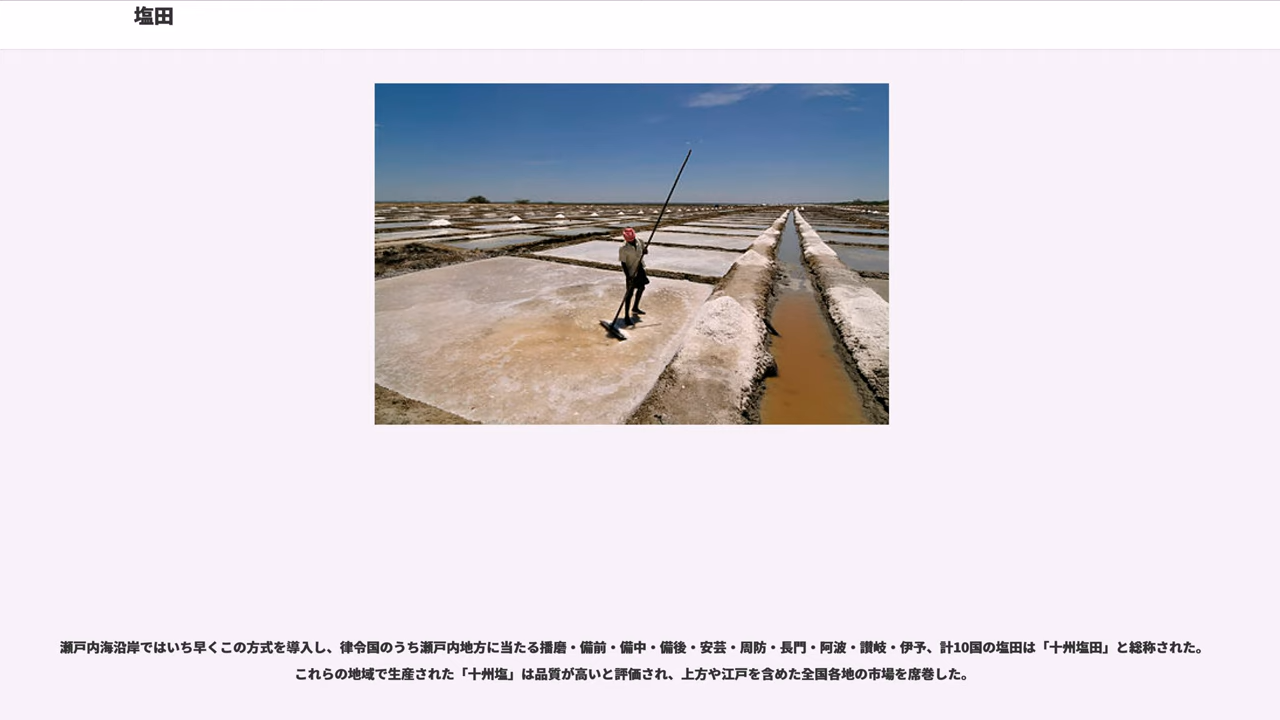 塩田
瀬戸内海沿岸ではいち早くこの方式を導入し、律令国のうち瀬戸内地方に当たる播磨・備前・備中・備後・安芸・周防・長門・阿波・讃岐・伊予、計10国の塩田は「十州塩田」と総称された。
これらの地域で生産された「十州塩」は品質が高いと評価され、上方や江戸を含めた全国各地の市場を席巻した。